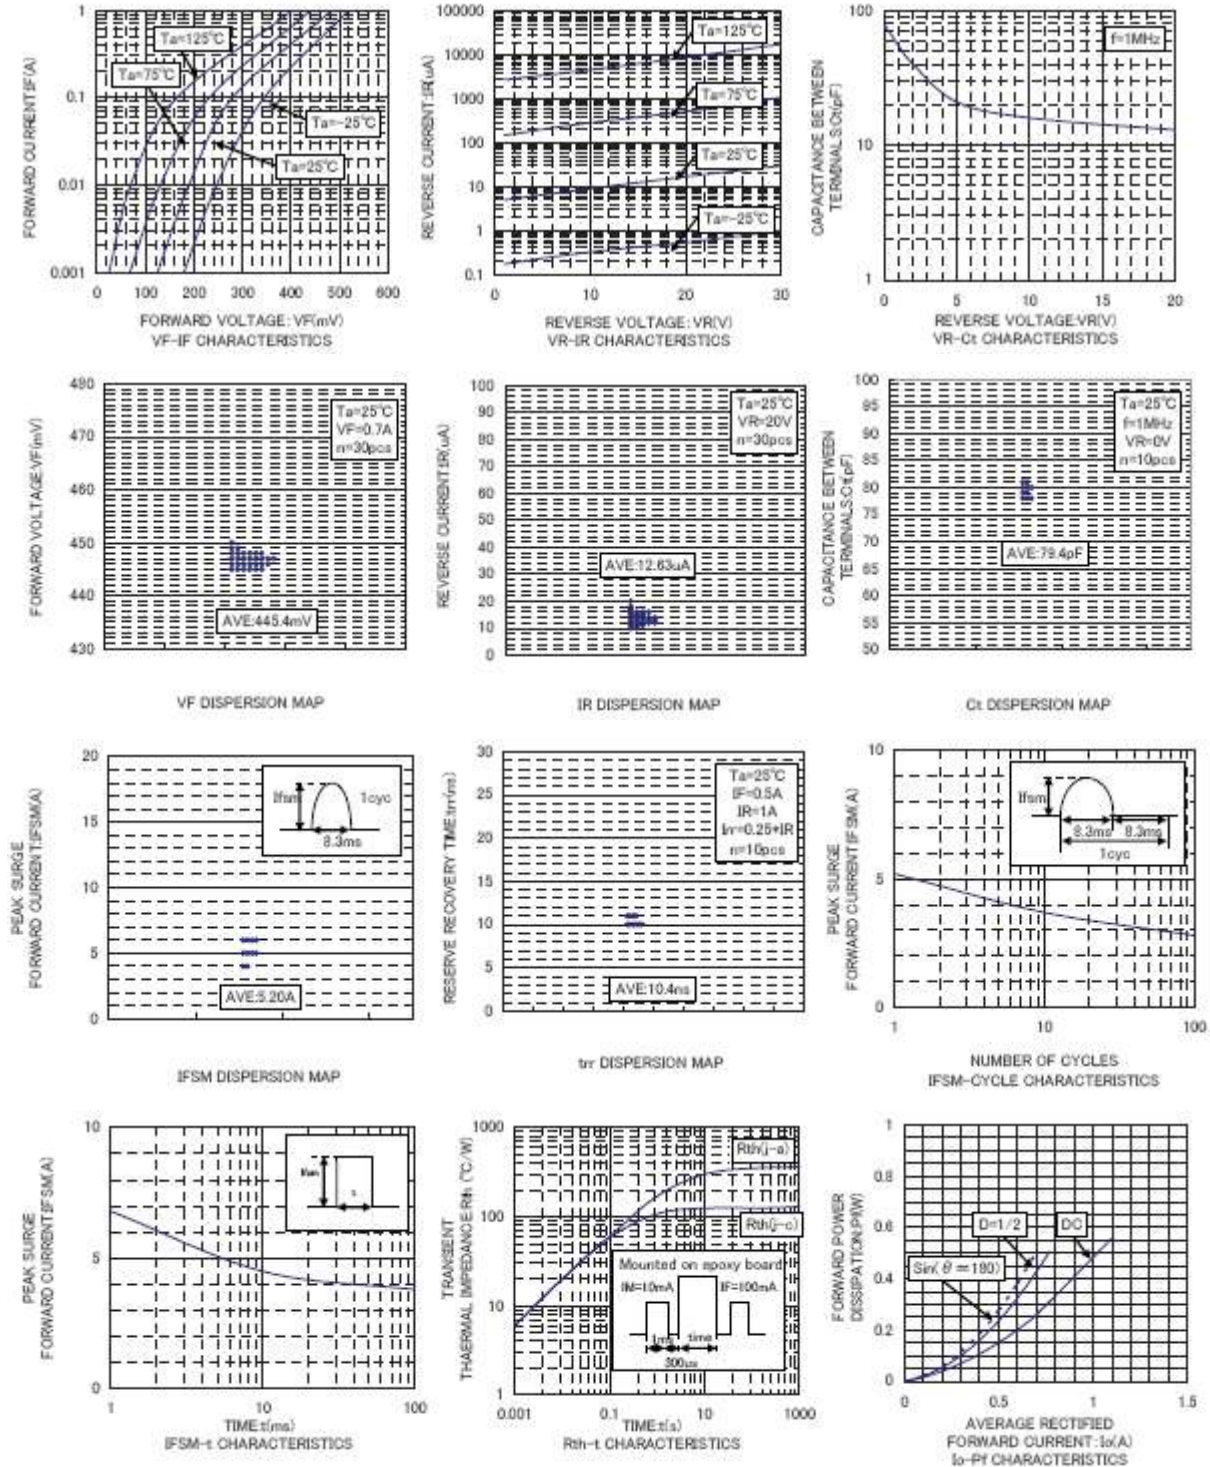 FORWARD CURRENT:IF(A)
1
0.1
0.01
0.001
Ta=125℃
Ta=75℃
Ta=-25℃
Ta=25℃
0 100 200 300 400 500 600
FORWARD VOLTAGE:VF(mV)
VF-IF CHARACTERISTICS
REVERSE CURRENT:IR(uA)
100000
10000
1000
100
10
1
0.1
Ta=125℃
Ta=75℃
Ta=25℃
Ta=-25℃
0 10 20 30
REVERSE VOLTAGE:VR(V)
VR-IR CHARACTERISTICS
CAPACITANCE BETWEEN
TERMINALS:Ct(pF)
100
10
1
f=1MHz
0 5 10 15 20
REVERSE VOLTAGE:VR(V)
VR-Ct CHARACTERISTICS
FORWARD VOLTAGE:VF(mV)
480
470
460
450
440
430
Ta=25℃
VF=0.7A
n=30pcs
AVE:445.4mV
VF DISPERSION MAP
REVERSE CURRENT:IR(uA)
100
90
80
70
60
50
40
30
20
10
0
Ta=25℃
VR=20V
n=30pcs
AVE:12.63uA
IR DISPERSION MAP
CAPACITANCE BETWEEN
TERMINALS:Ct(pF)
100
95
90
85
80
75
70
65
60
55
50
Ta=25℃
f=1MHz
VR=0V
n=10pcs
AVE:79.4pF
Ct DISPERSION MAP
PEAK SURGE
FORWARD CURRENT:IFSM(A)
20
15
10
5
0
Ifsm
1cyc
8.3ms
AVE:5.20A
IFSM DISPERSION MAP
RESERVE RECOVERY TIME:trr(ns)
30
25
20
15
10
5
0
Ta=25℃
IF=0.5A
IR=1A
Irr=0.25*IR
n=10pcs
AVE:10.4ns
trr DISPERSION MAP
PEAK SURGE
FORWARD CURRENT:IFSM(A)
10
5
0
Ifsm
8.3ms 8.3ms
1cyc
1 10 100
NUMBER OF CYCLES
IFSM-CYCLE CHARACTERISTICS
PEAK SURGE
FORWARD CURRENT:IFSM(A)
10
5
0
Ifsm
t
1 10 100
TIME:t(ms)
IFSM-t CHARACTERISTICS
TRANSIENT
THAERMAL IMPEDANCE:Rth (℃/W)
1000
100
10
1
Rth(j-a)
Rth(j-c)
Mounted on epoxy board
IM=10mA IF=100mA
1ms time
300us
0.001 0.1 10 1000
TIME:t(s)
Rth-t CHARACTERISTICS
FORWARD POWER
DISSIPATION:Pf(W)
1
0.8
0.6
0.4
0.2
0
D=1/2
DC
Sin(θ=180)
0 0.5 1 1.5
AVERAGE RECTIFIED
FORWARD CURRENT:Io(A)
Io-Pf CHARACTERISTICS